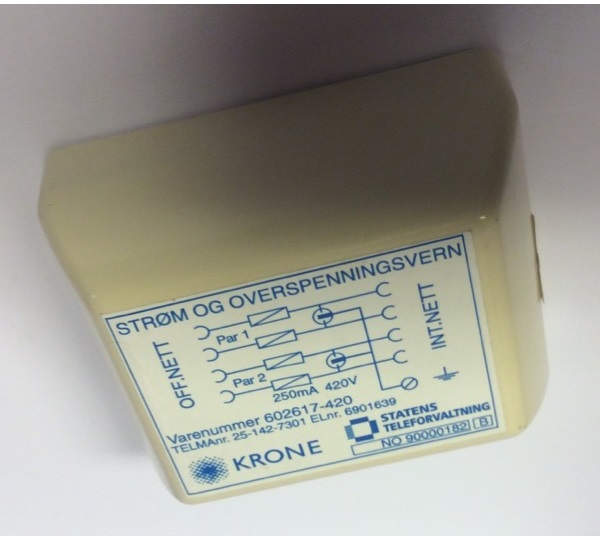 STRØM OG OVERSPENNINGSVERN
OFF.NETT
Par 1
Par 2
INT.NETT
250mA 420V
Varenummer 602617-420
TELMAnr. 25-142-7301 ELnr. 6901639
KRONE
STATENS
TELEFORVALTNING
NO 90000182 B